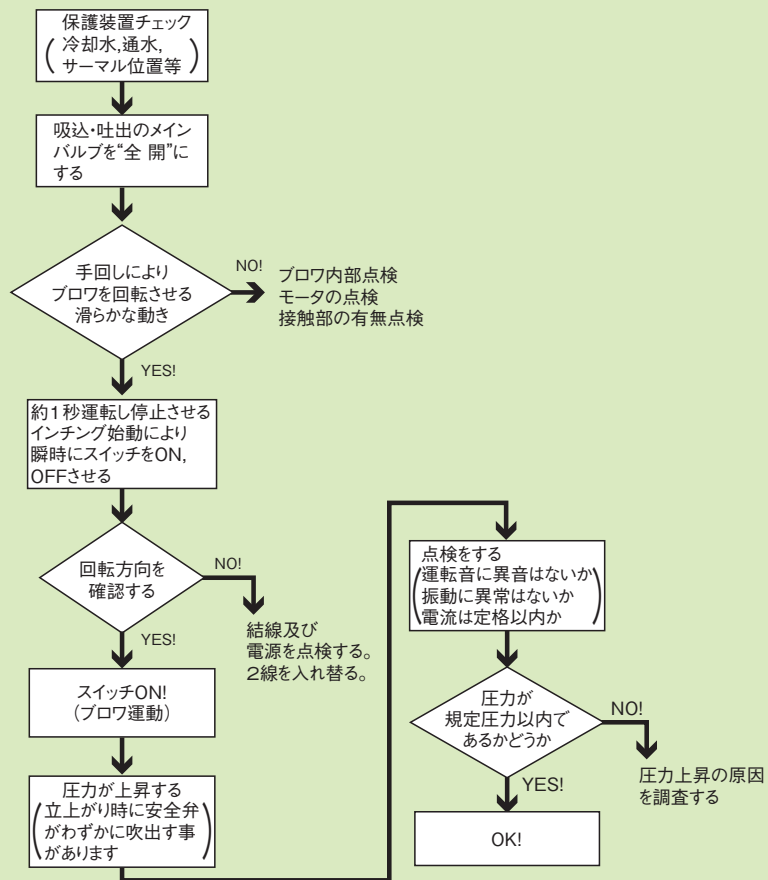 保護装置チェック
冷却水,通水,
サーマル位置等
吸込・吐出のメイン
バルブを“全 開”に
する
手回しにより
ブロワを回転させる
滑らかな動き
NO!
ブロワ内部点検
モータの点検
接触部の有無点検
YES!
約1秒運転し停止させる
インチング始動により
瞬時にスイッチをON,
OFFさせる
回転方向を
確認する
NO!
結線及び
電源を点検する。
2線を入れ替る。
YES!
スイッチON!
(ブロワ運動)
圧力が上昇する
立上がり時に安全弁
がわずかに吹出す事
があります
点検をする
運転音に異音はないか
振動に異常はないか
電流は定格以内か
圧力が
規定圧力以内で
あるかどうか
NO!
圧力上昇の原因
を調査する
YES!
OK!